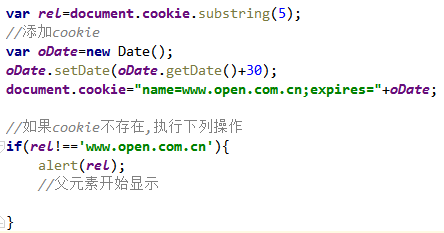 var rel=document.cookie.substring(5);
//添加cookie
var oDate=new Date();
oDate.setDate(oDate.getDate()+30);
document.cookie="name=www.open.com.cn;expires="+oDate;
//如果cookie不存在,执行下列操作
if(rel!=='www.open.com.cn'){
alert(rel);
//父元素开始显示
}